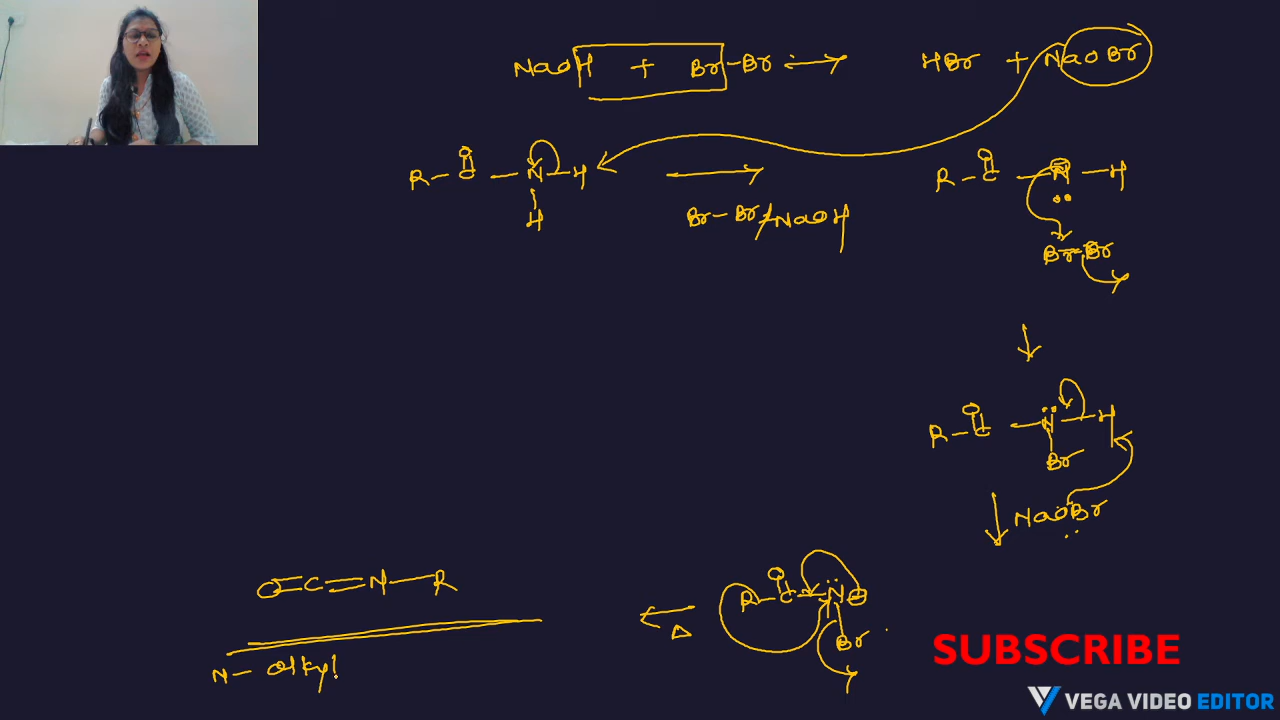 NaOH + Br-Br → HBr + NaOBr
R-C-N-H → R-C-N-H
O O
H
Br-Br/NaOH
Br-Br
O
R-C-N-H
Br
NaOBr
O=C=N-R
O
R-C-N⊖
Δ
Br
N-alkyl
SUBSCRIBE
VEGA VIDEO EDITOR